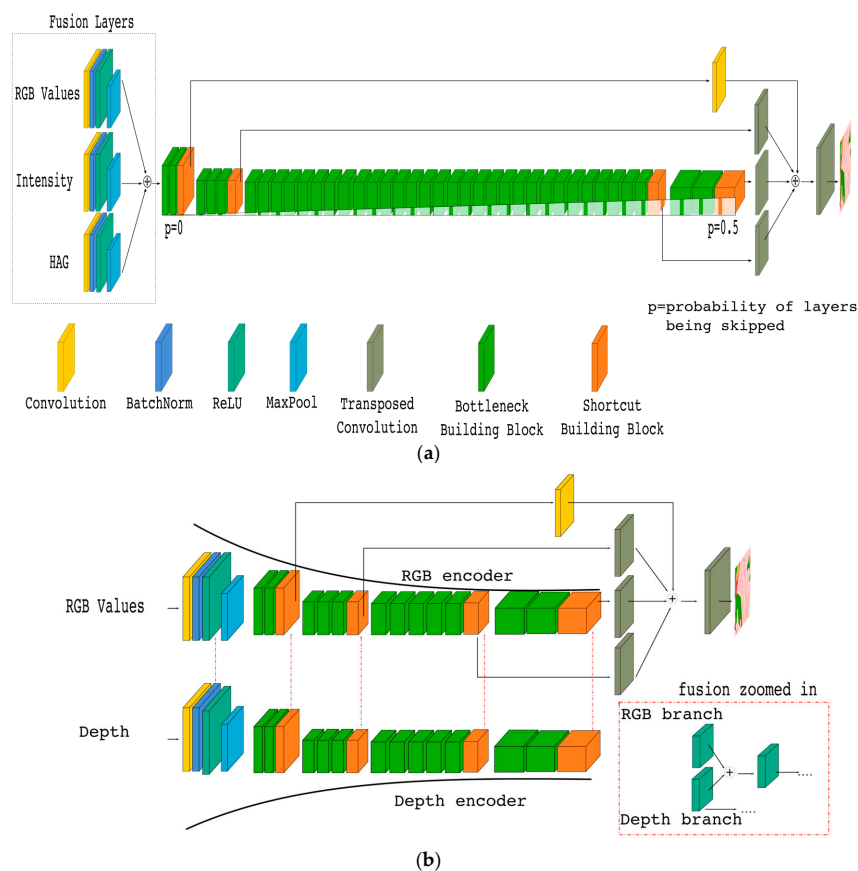 Fusion Layers
RGB Values
Intensity
HAG
+
+
p=0
p=0.5
p=probability of layers
being skipped
Convolution
BatchNorm
ReLU
MaxPool
Transposed
Convolution
Bottleneck
Building Block
Shortcut
Building Block
(a)
RGB encoder
RGB Values
+
Depth
Depth encoder
fusion zoomed in
RGB branch
+
....
....
Depth branch
(b)